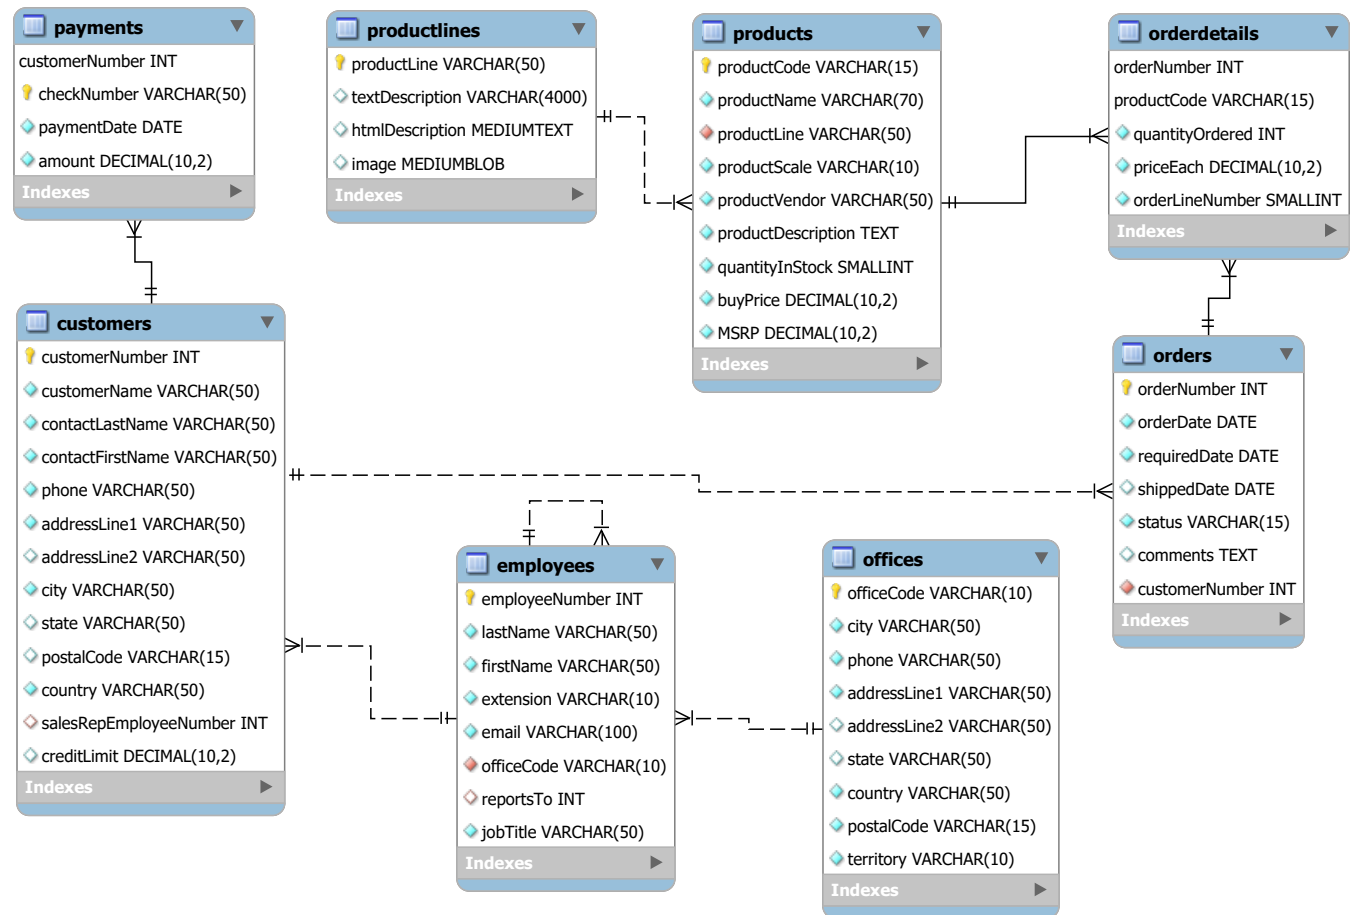 payments
customerNumber INT
checkNumber VARCHAR(50)
paymentDate DATE
amount DECIMAL(10,2)
Indexes
productlines
productLine VARCHAR(50)
textDescription VARCHAR(4000)
htmlDescription MEDIUMTEXT
image MEDIUMBLOB
Indexes
products
productCode VARCHAR(15)
productName VARCHAR(70)
productLine VARCHAR(50)
productScale VARCHAR(10)
productVendor VARCHAR(50)
productDescription TEXT
quantityInStock SMALLINT
buyPrice DECIMAL(10,2)
MSRP DECIMAL(10,2)
Indexes
orderdetails
orderNumber INT
productCode VARCHAR(15)
quantityOrdered INT
priceEach DECIMAL(10,2)
orderLineNumber SMALLINT
Indexes
customers
customerNumber INT
customerName VARCHAR(50)
contactLastName VARCHAR(50)
contactFirstName VARCHAR(50)
phone VARCHAR(50)
addressLine1 VARCHAR(50)
addressLine2 VARCHAR(50)
city VARCHAR(50)
state VARCHAR(50)
postalCode VARCHAR(15)
country VARCHAR(50)
salesRepEmployeeNumber INT
creditLimit DECIMAL(10,2)
Indexes
employees
employeeNumber INT
lastName VARCHAR(50)
firstName VARCHAR(50)
extension VARCHAR(10)
email VARCHAR(100)
officeCode VARCHAR(10)
reportsTo INT
jobTitle VARCHAR(50)
Indexes
offices
officeCode VARCHAR(10)
city VARCHAR(50)
phone VARCHAR(50)
addressLine1 VARCHAR(50)
addressLine2 VARCHAR(50)
state VARCHAR(50)
country VARCHAR(50)
postalCode VARCHAR(15)
territory VARCHAR(10)
Indexes
orders
orderNumber INT
orderDate DATE
requiredDate DATE
shippedDate DATE
status VARCHAR(15)
comments TEXT
customerNumber INT
Indexes